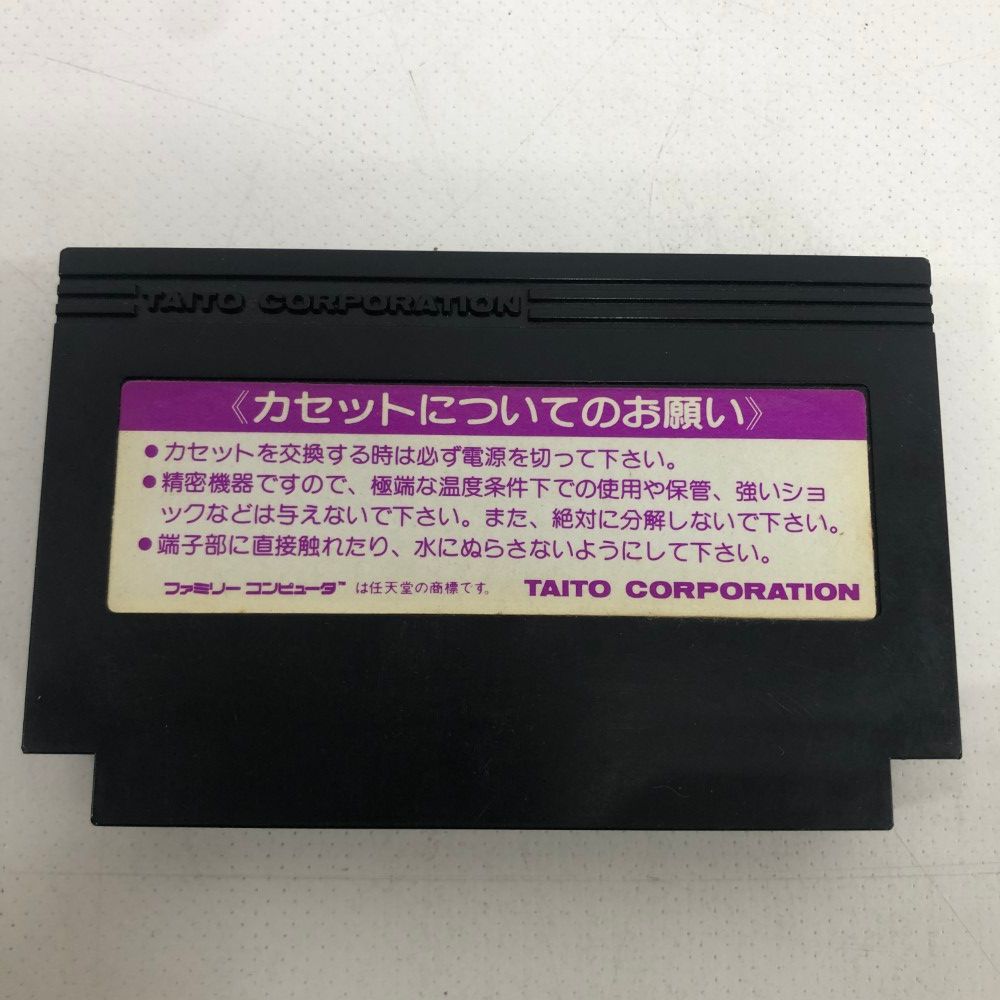 TAITO CORPORATION
《カセットについてのお願い》
●カセットを交換する時は必ず電源を切って下さい。
●精密機器ですので、極端な温度条件下での使用や保管、強いショ
ックなどは与えないで下さい。また、絶対に分解しないで下さい。
●端子部に直接触れたり、水にぬらさないようにして下さい。
ファミリーコンピュータ™ は任天堂の商標です。 TAITO CORPORATION